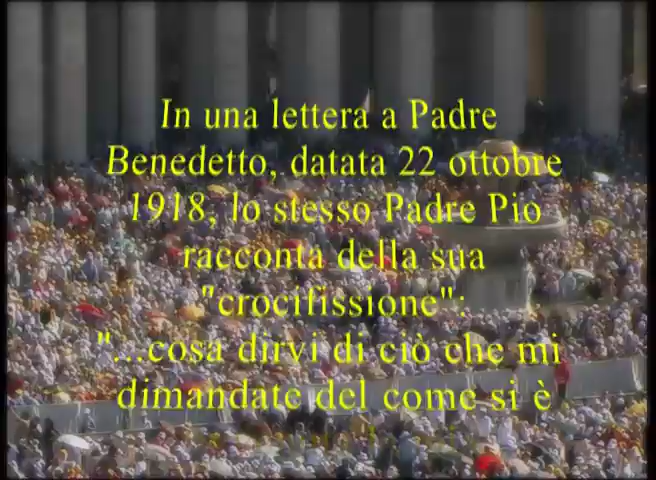 In una lettera a Padre
Benedetto, datata 22 ottobre
1918, lo stesso Padre Pio
racconta della sua
"crocifissione":
"...cosa dirvi di ciò che mi
dimandate del come si è